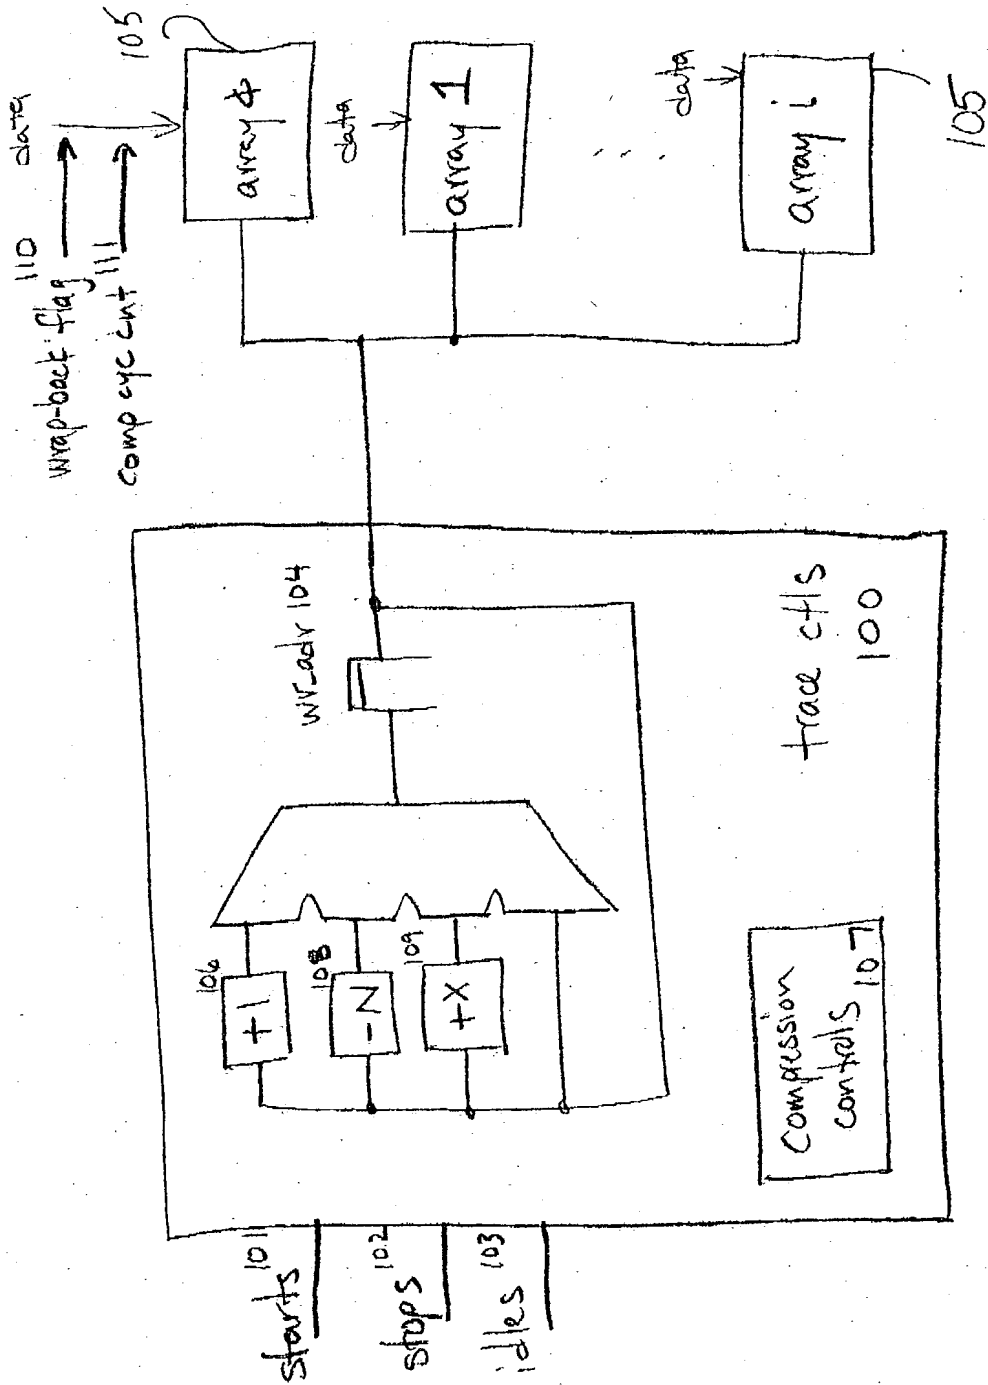 wrap-back flag 110
comp cyc cnt 111
data
105
array ϕ
data
array 1
data
array i
105
wr_adr 104
+1
106
-N
108
+X
109
trace ctls
100
Compression
controls 107
starts 101
stops 102
idles 103